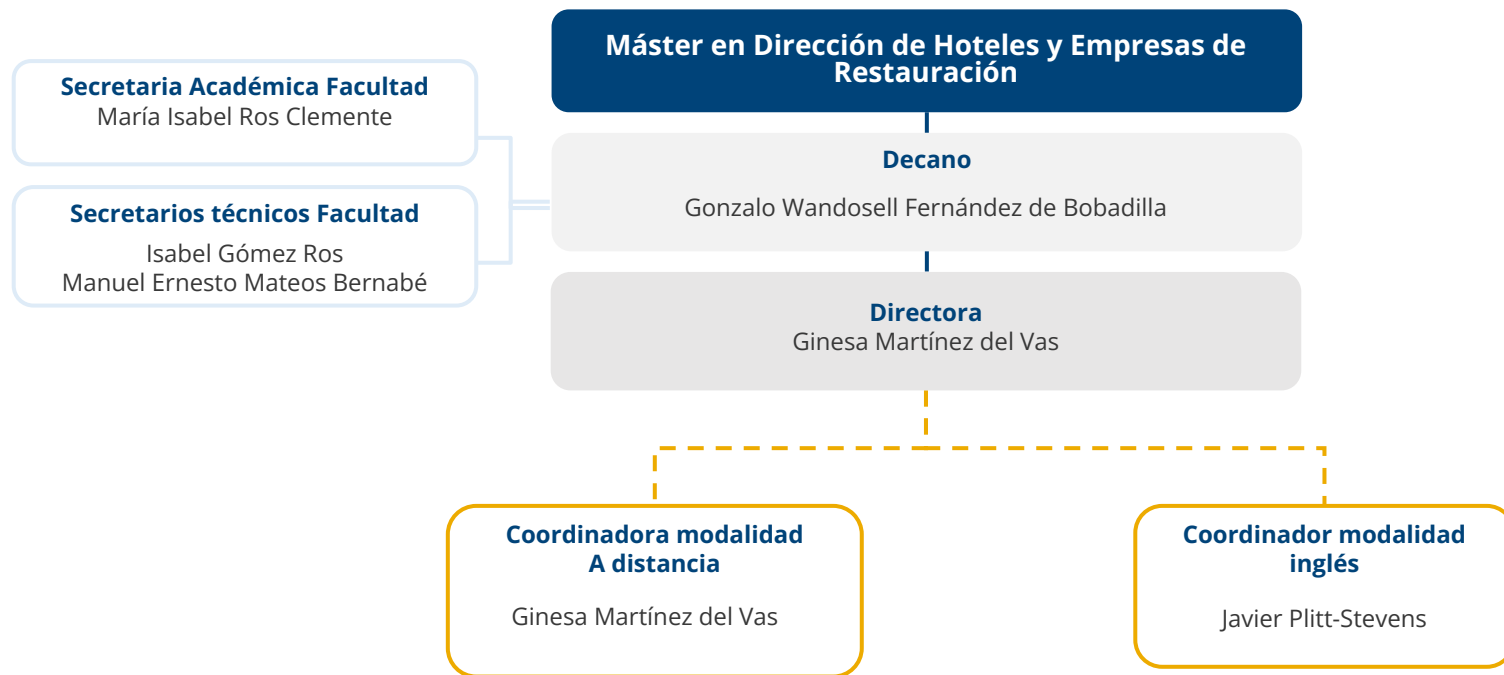 Máster en Dirección de Hoteles y Empresas de
Restauración
Secretaria Académica Facultad
María Isabel Ros Clemente
Decano
Gonzalo Wandosell Fernández de Bobadilla
Secretarios técnicos Facultad
Isabel Gómez Ros
Manuel Ernesto Mateos Bernabé
Directora
Ginesa Martínez del Vas
Coordinadora modalidad
A distancia
Ginesa Martínez del Vas
Coordinador modalidad
inglés
Javier Plitt-Stevens